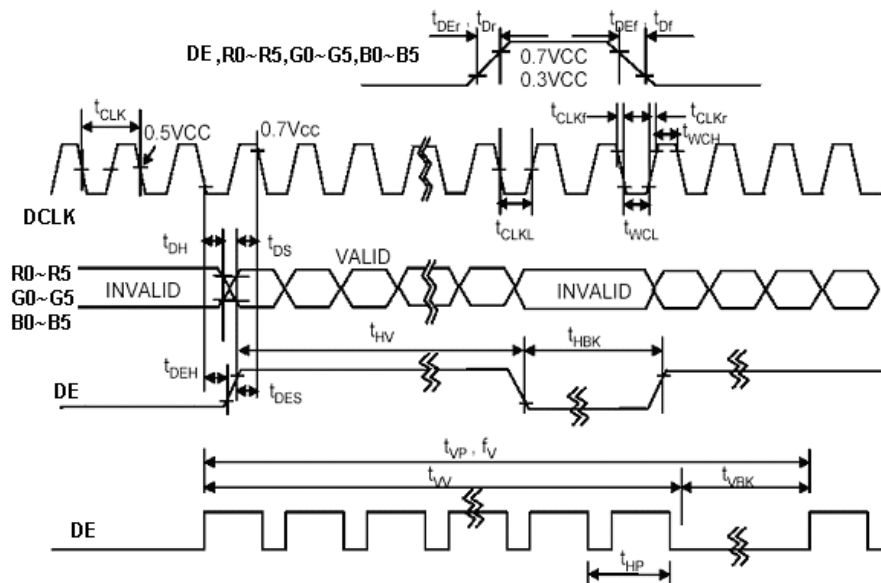 tDEr , tDr tDEf , tDf
DE ,R0~R5,G0~G5,B0~B5
0.7VCC
0.3VCC
tCLK
0.5VCC
0.7VCC
tCLKf tCLKr
tWCH
DCLK
tCLKL tWCL
tDH tDS
VALID
R0~R5
G0~G5
B0~B5
INVALID
INVALID
tHV tHBK
tDEH
tDES
DE
tVP , fV
tVV tVBK
DE
tHP